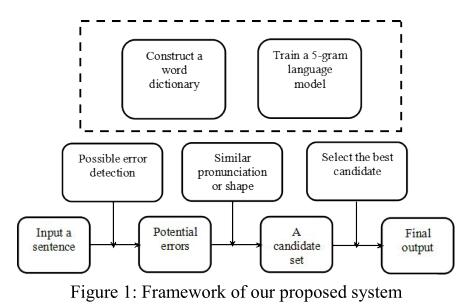 Construct a
word
dictionary
Train a 5-gram
language
model
Possible error
detection
Similar
pronunciation
or shape
Select the best
candidate
Input a
sentence
Potential
errors
A
candidate
set
Final
output
Figure 1: Framework of our proposed system